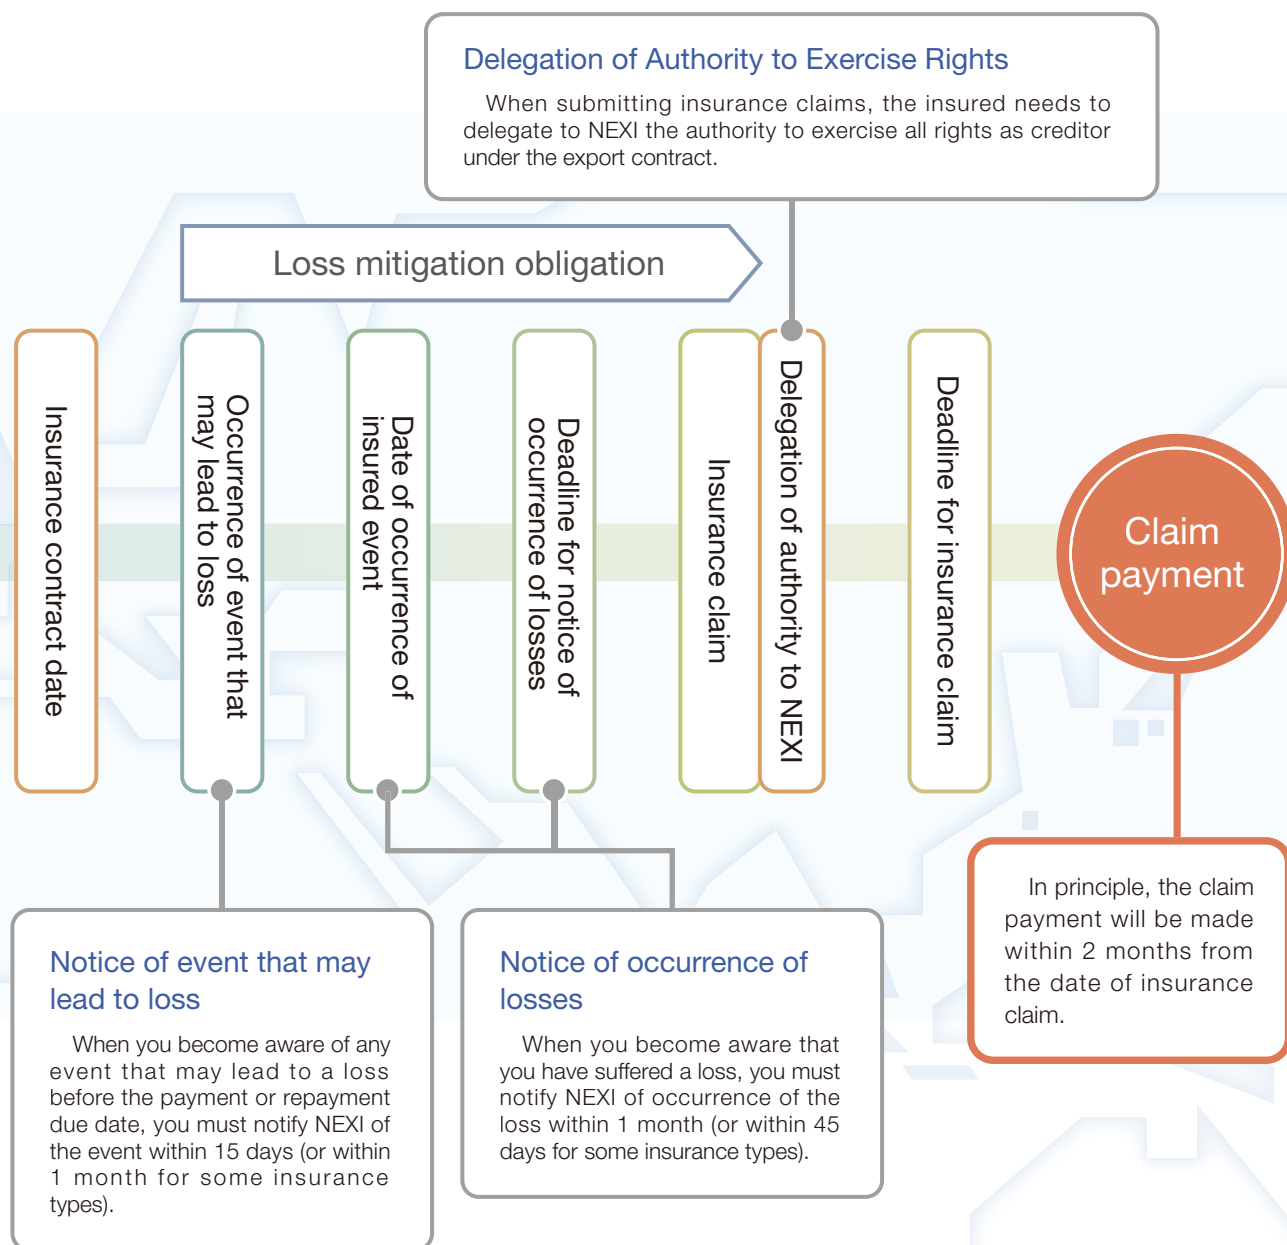 Delegation of Authority to Exercise Rights
When submitting insurance claims, the insured needs to
delegate to NEXI the authority to exercise all rights as creditor
under the export contract.
Loss mitigation obligation
Insurance contract date
Occurrence of event that
may lead to loss
Date of occurrence of
insured event
Deadline for notice of
occurrence of losses
Insurance claim
Delegation of authority to NEXI
Deadline for insurance claim
Claim
payment
Notice of event that may
lead to loss
When you become aware of any
event that may lead to a loss
before the payment or repayment
due date, you must notify NEXI of
the event within 15 days (or within
1 month for some insurance
types).
Notice of occurrence of
losses
When you become aware that
you have suffered a loss, you must
notify NEXI of occurrence of the
loss within 1 month (or within 45
days for some insurance types).
In principle, the claim
payment will be made
within 2 months from
the date of insurance
claim.